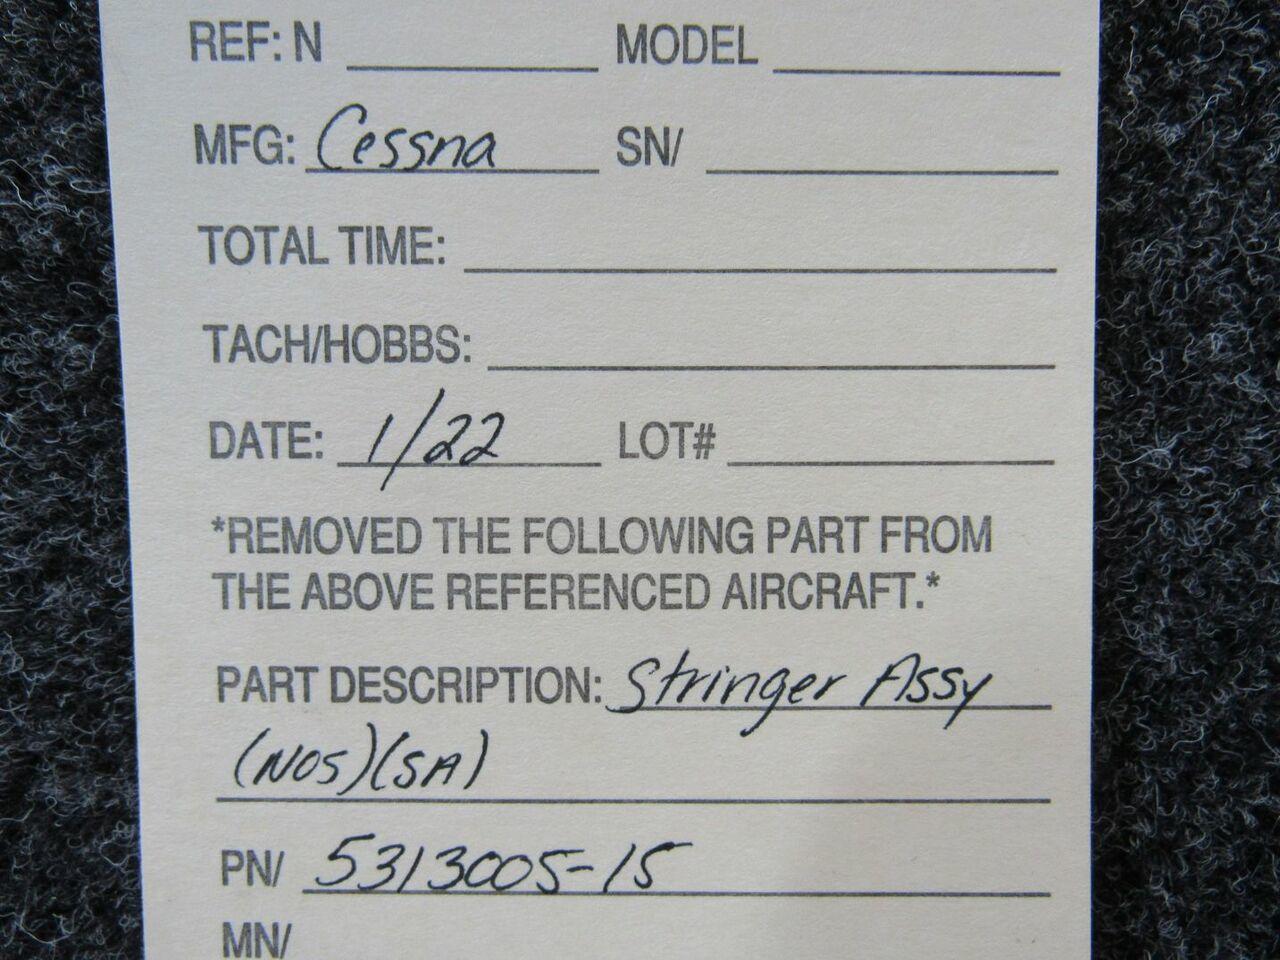 REF: N MODEL
MFG: Cessna SN/
TOTAL TIME:
TACH/HOBBS:
DATE: 1/22 LOT#
*REMOVED THE FOLLOWING PART FROM
THE ABOVE REFERENCED AIRCRAFT.*
PART DESCRIPTION: Stringer Assy
(NOS)(SA)
PN/ 5313005-15
MN/